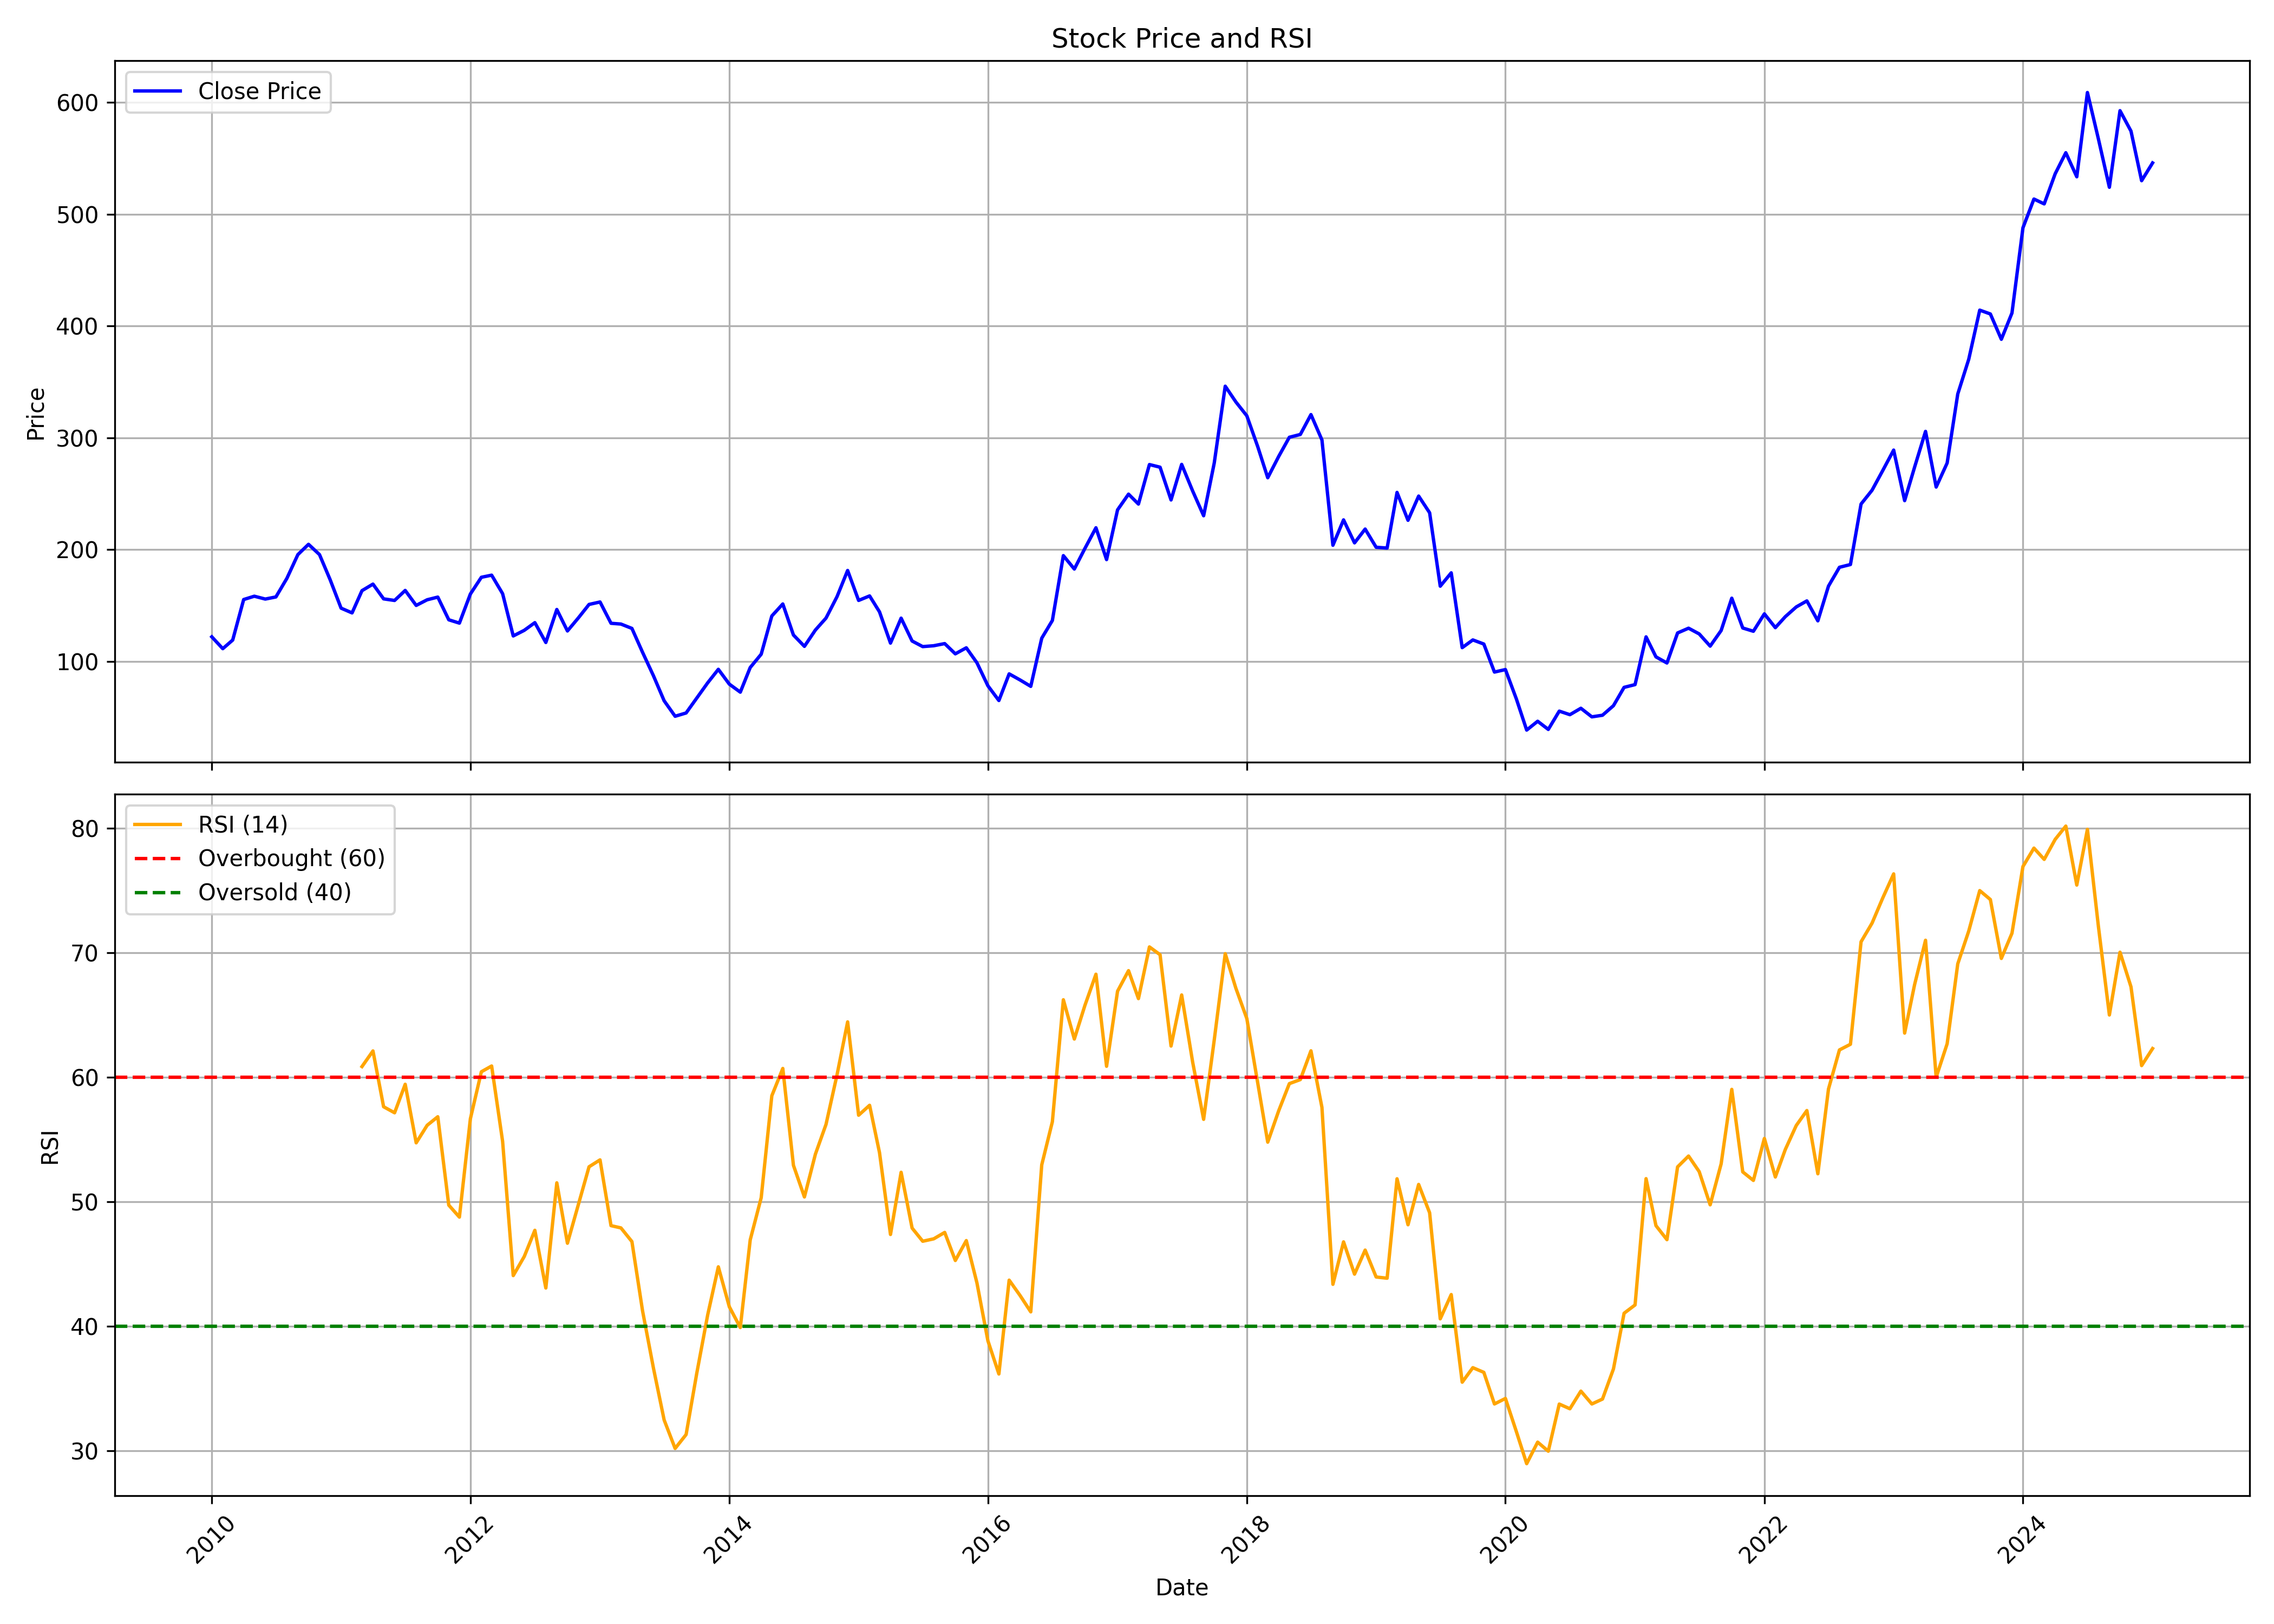 Stock Price and RSI
Close Price
600
500
400
300
200
100
Price
RSI (14)
Overbought (60)
Oversold (40)
80
70
60
50
40
30
RSI
2010
2012
2014
2016
2018
2020
2022
2024
Date